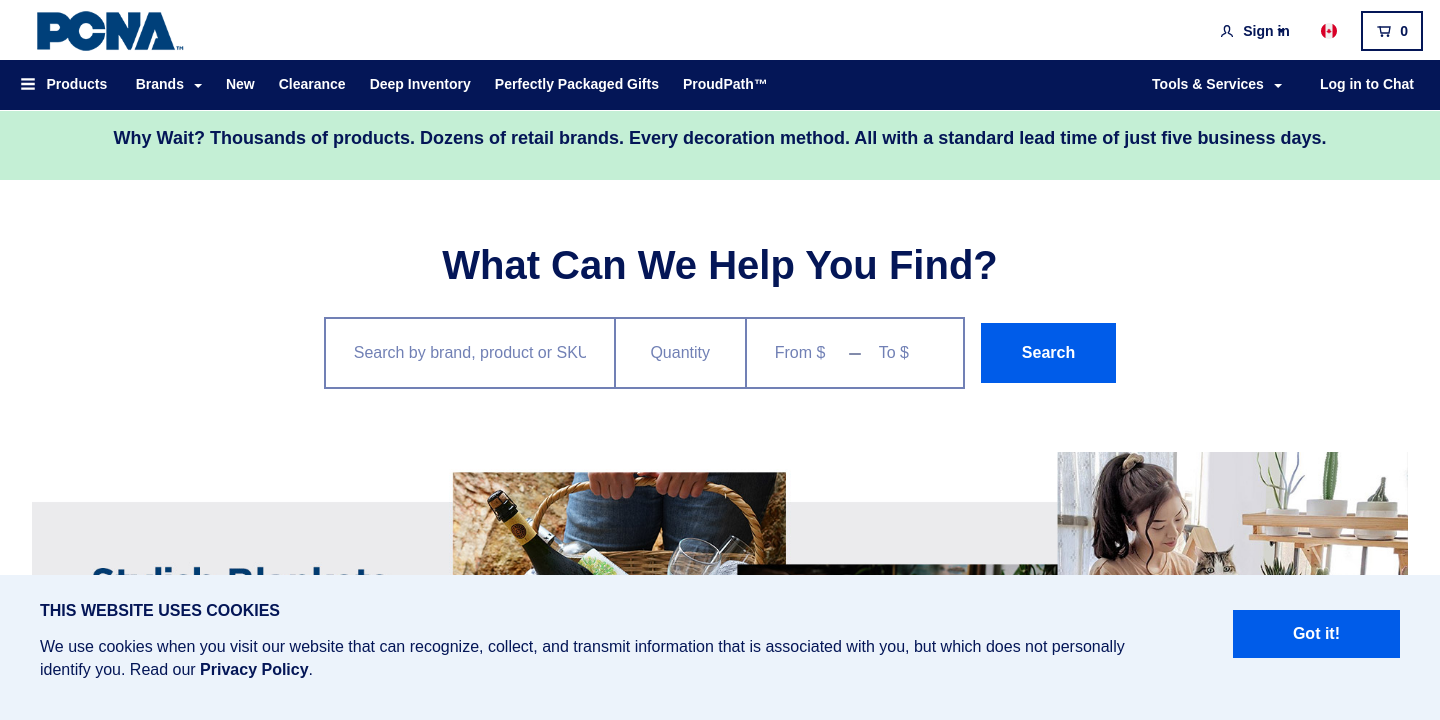 PCNA™
Sign in
0
Products
Brands
New
Clearance
Deep Inventory
Perfectly Packaged Gifts
ProudPath™
Tools & Services
Log in to Chat
Why Wait? Thousands of products. Dozens of retail brands. Every decoration method. All with a standard lead time of just five business days.
What Can We Help You Find?
Search by brand, product or SKU
Quantity
From $
To $
Search
Stylish Blankets
THIS WEBSITE USES COOKIES
We use cookies when you visit our website that can recognize, collect, and transmit information that is associated with you, but which does not personally
identify you. Read our Privacy Policy.
Got it!